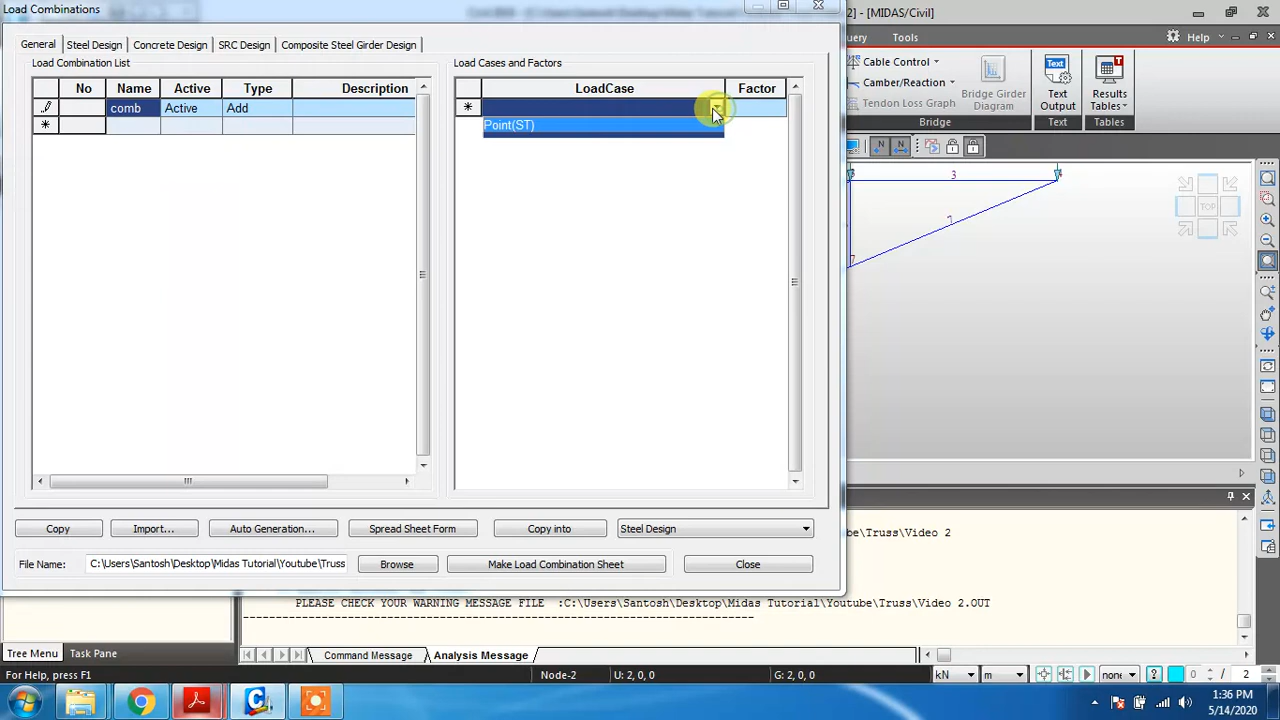 Load Combinations
2] - [MIDAS/Civil]
General
Steel Design
Concrete Design
SRC Design
Composite Steel Girder Design
Query
Tools
Help
Load Combination List
Load Cases and Factors
Cable Control
Camber/Reaction
Tendon Loss Graph
Bridge Girder Diagram
Text Output
Results Tables
Bridge
Text
Tables
No
Name
Active
Type
Description
LoadCase
Factor
comb
Active
Add
Point(ST)
3
4
7
7
Copy
Import...
Auto Generation...
Spread Sheet Form
Copy into
Steel Design
File Name:
C:\Users\Santosh\Desktop\Midas Tutorial\Youtube\Truss
Browse
Make Load Combination Sheet
Close
TOP
be/Truss\Video 2
PLEASE CHECK YOUR WARNING MESSAGE FILE :C:\Users\Santosh\Desktop\Midas Tutorial\Youtube\Truss\Video 2.OUT
Tree Menu
Task Pane
Command Message
Analysis Message
For Help, press F1
Node-2
U: 2, 0, 0
G: 2, 0, 0
kN
m
none
0
/
2
1:36 PM
5/14/2020